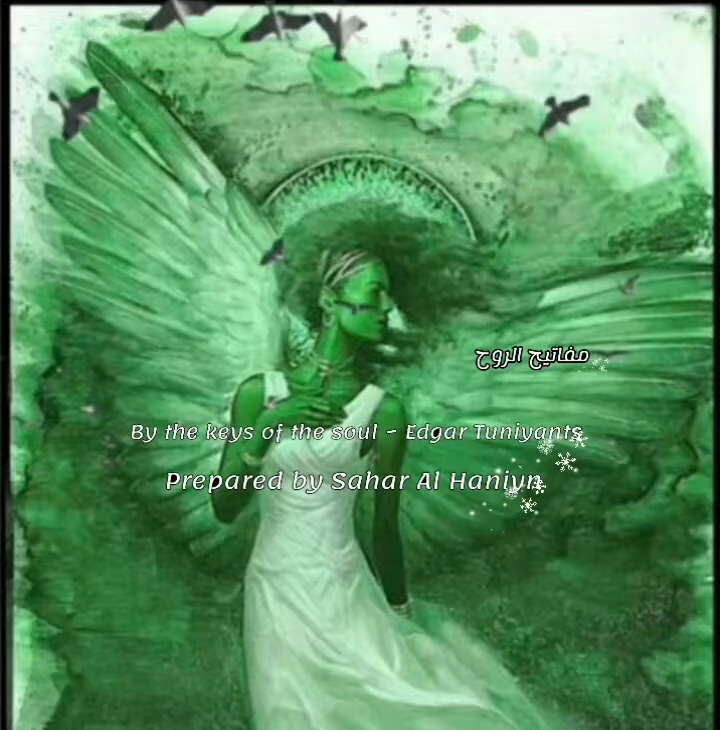 مفاتيح الروح
By the keys of the soul - Edgar Tuniyants
Prepared by Sahar Al Haniyn